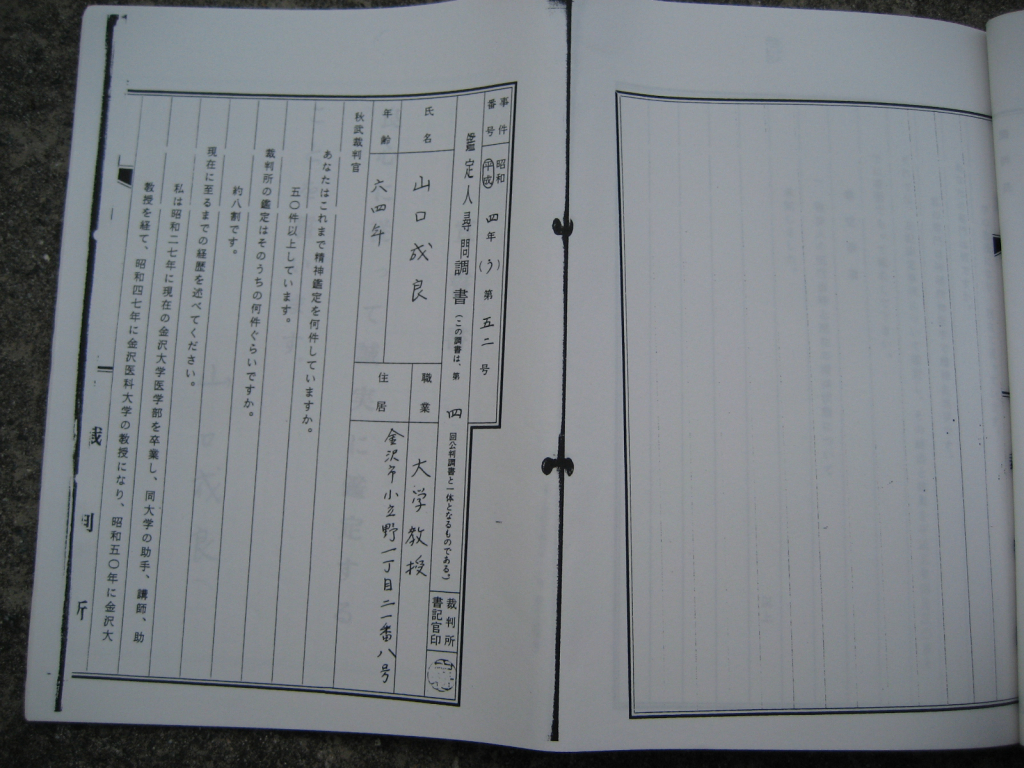 事件番号 昭和 平成 四年(う)第五二号
鑑定人尋問調書(この調書は、第四回公判調書と一体となるものである。)
裁判所書記官印
氏名 山口成良
職業 大学教授
年齢 六四年
住居 金沢市小立野一丁目二一番八号
秋武裁判官
あなたはこれまで精神鑑定を何件していますか。
五〇件以上しています。
裁判所の鑑定はそのうちの何件ぐらいですか。
約八割です。
現在に至るまでの経歴を述べてください。
私は昭和二七年に現在の金沢大学医学部を卒業し、同大学の助手、講師、助
教授を経て、昭和四七年に金沢医科大学の教授になり、昭和五〇年に金沢大
裁判所